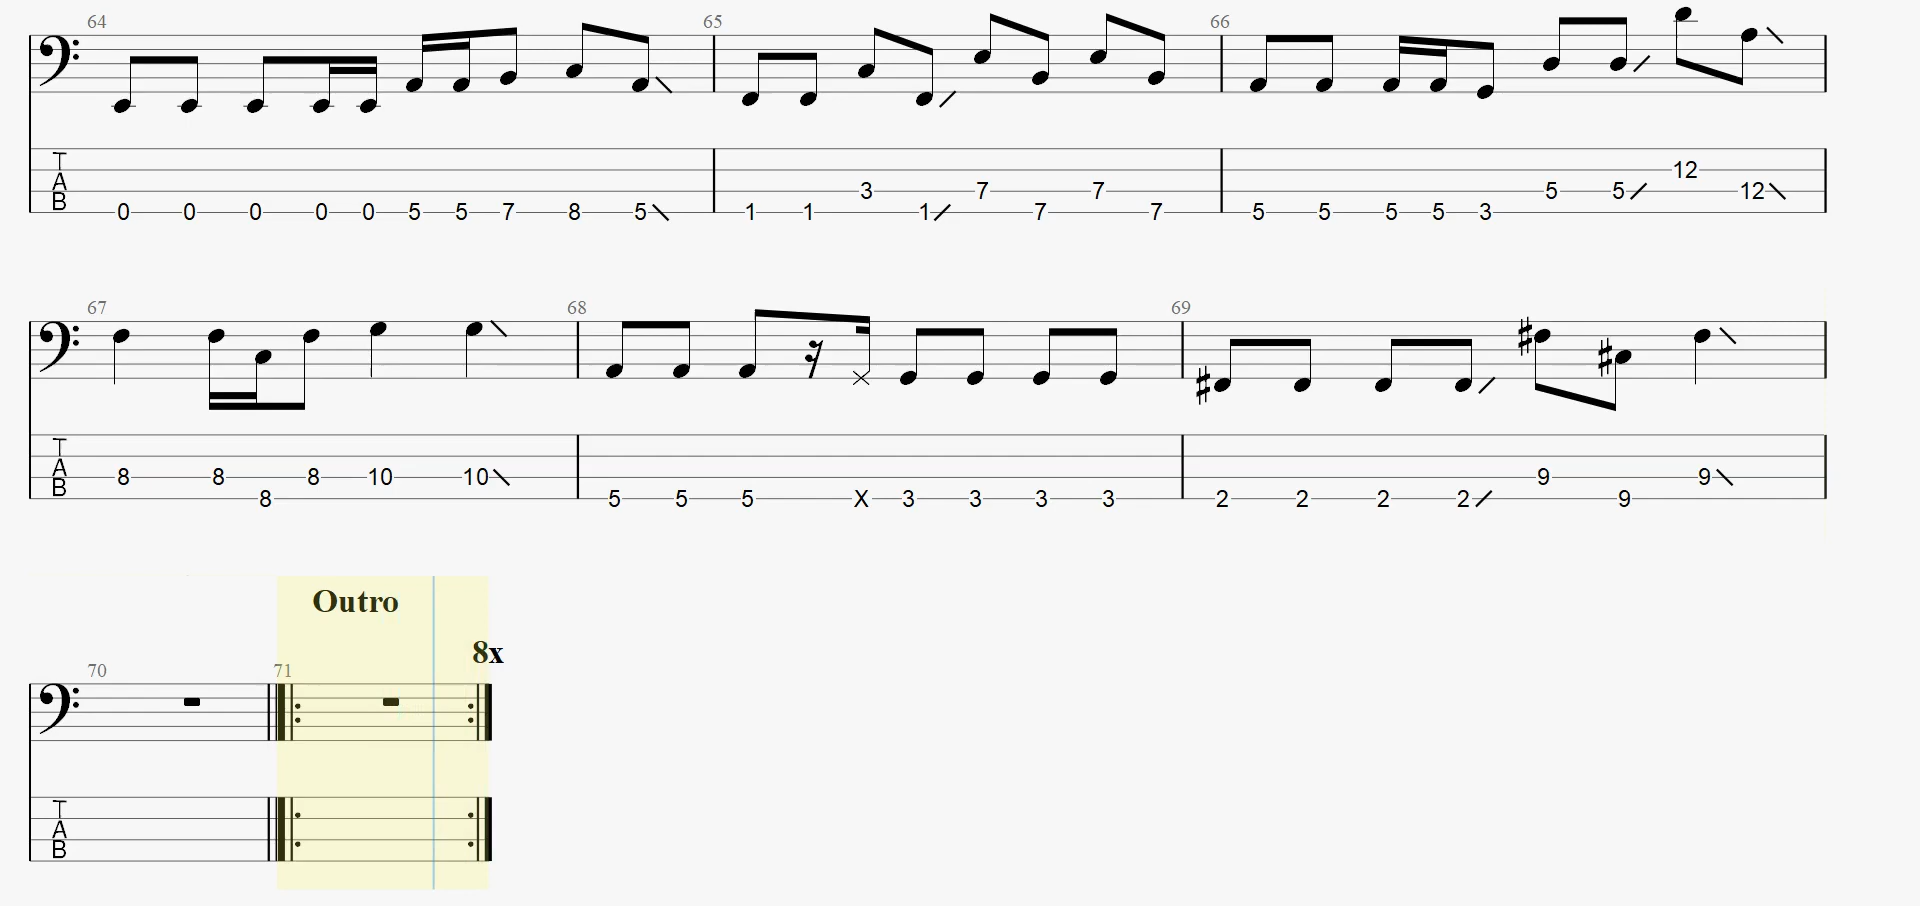 64 65 66
T
A
B
3 7 7 5 5 12 12
0 0 0 0 0 5 5 7 8 5 1 1 1 7 7 5 5 5 5 3
67 68 69
T
A
B
8 8 8 10 10 9 9
8 5 5 5 X 3 3 3 3 2 2 2 2 9
Outro
8x
70 71
T
A
B